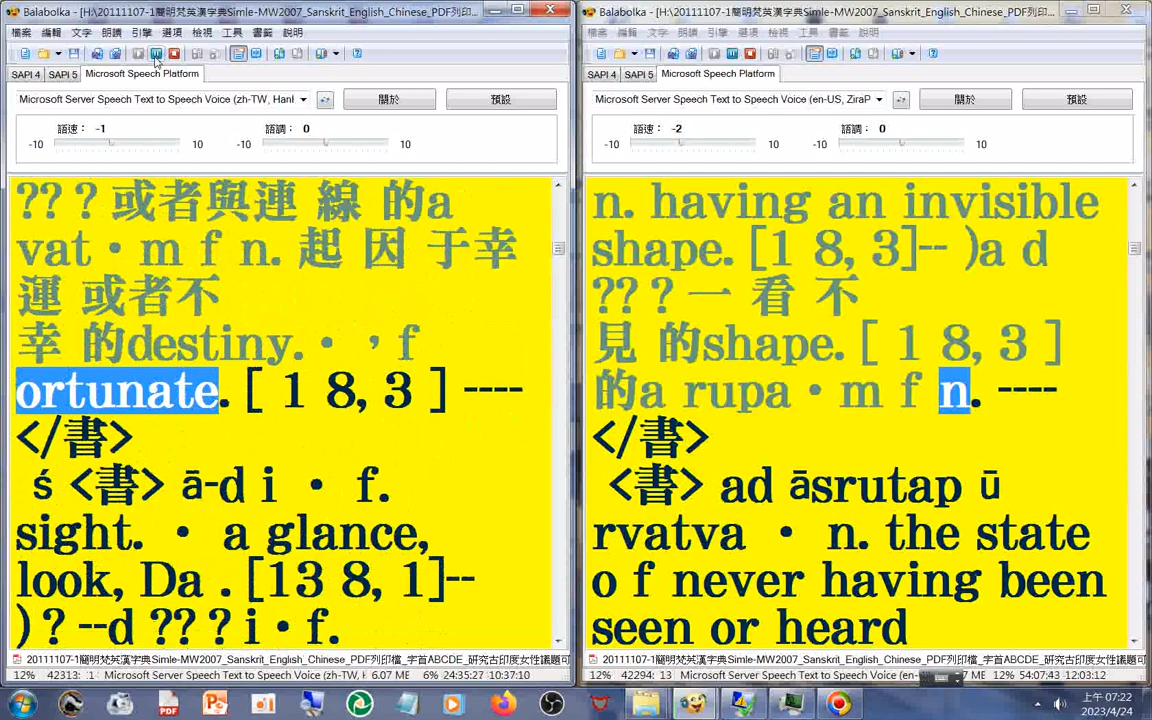 Balabolka - [H:\20111107-1簡明梵英漢字典Simle-MW2007_Sanskrit_English_Chinese_PDF列印...
檔案 編輯 文字 朗讀 引擎 選項 檢視 工具 書籤 說明
SAPI 4 SAPI 5 Microsoft Speech Platform
Microsoft Server Speech Text to Speech Voice (zh-TW, Hanl
關於 預設
語速： -1 語調： 0
-10 10 -10 10
?? ? 或者與連 線 的a
vat・m f n. 起 因 于幸
運 或者不
幸 的destiny.・，f
ortunate. [ 1 8, 3 ] ----
</書>
ś <書> ā-d i ・ f.
sight.・ a glance,
look, Da . [13 8, 1]--
) ? --d ?? ? i・f.
20111107-1簡明梵英漢字典Simle-MW2007_Sanskrit_English_Chinese_PDF列印檔_字首ABCDE_研究古印度女性議題可
12% 42313: 1 Microsoft Server Speech Text to Speech Voice (zh-TW, H 6.07 MB 6% 24:35:27 10:37:10
Balabolka - [H:\20111107-1簡明梵英漢字典Simle-MW2007_Sanskrit_English_Chinese_PDF列印...
檔案 編輯 文字 朗讀 引擎 選項 檢視 工具 書籤 說明
SAPI 4 SAPI 5 Microsoft Speech Platform
Microsoft Server Speech Text to Speech Voice (en-US, ZiraP
關於 預設
語速： -2 語調： 0
-10 10 -10 10
n. having an invisible
shape. [1 8, 3]-- )a d
?? ? 一 看 不
見 的shape. [ 1 8, 3 ]
的a rupa・m f n. ----
</書>
<書> ad āsrutap ū
rvatva ・ n. the state
o f never having been
seen or heard
20111107-1簡明梵英漢字典Simle-MW2007_Sanskrit_English_Chinese_PDF列印檔_字首ABCDE_研究古印度女性議題可
12% 42294: 13 Microsoft Server Speech Text to Speech Voice 12% 54:07:43 12:03:12
上午 07:22
2023/4/24